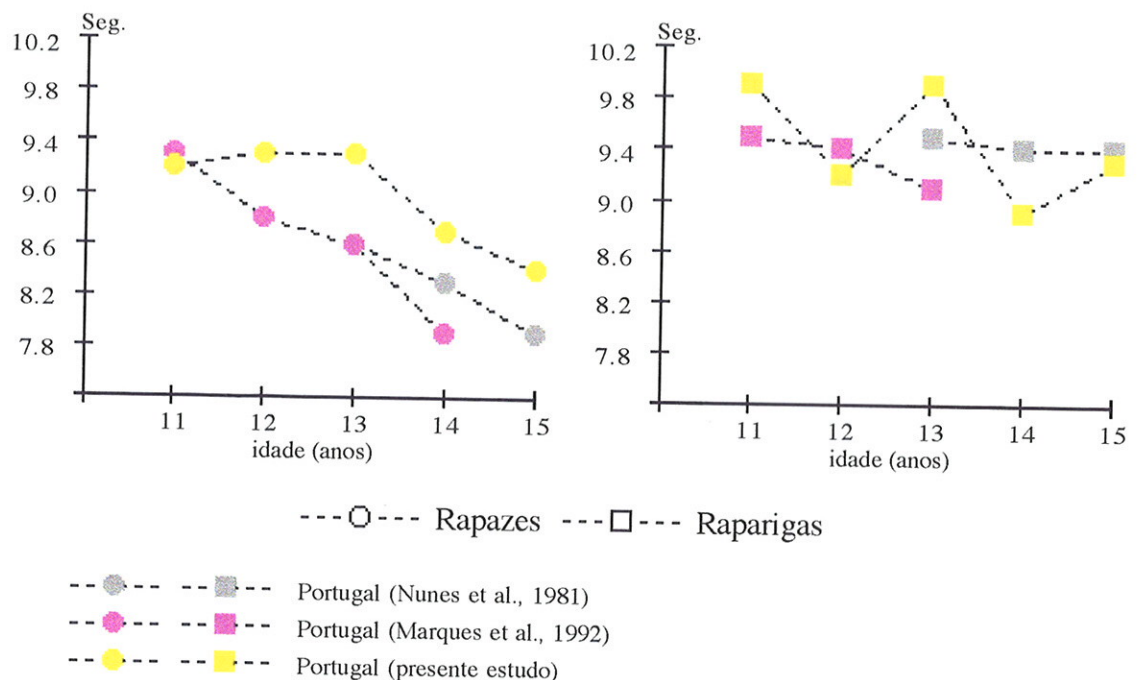 Seg.
10.2
9.8
9.4
9.0
8.6
8.2
7.8
11 12 13 14 15
idade (anos)
Seg.
10.2
9.8
9.4
9.0
8.6
8.2
7.8
11 12 13 14 15
idade (anos)
Rapazes Raparigas
Portugal (Nunes et al., 1981)
Portugal (Marques et al., 1992)
Portugal (presente estudo)